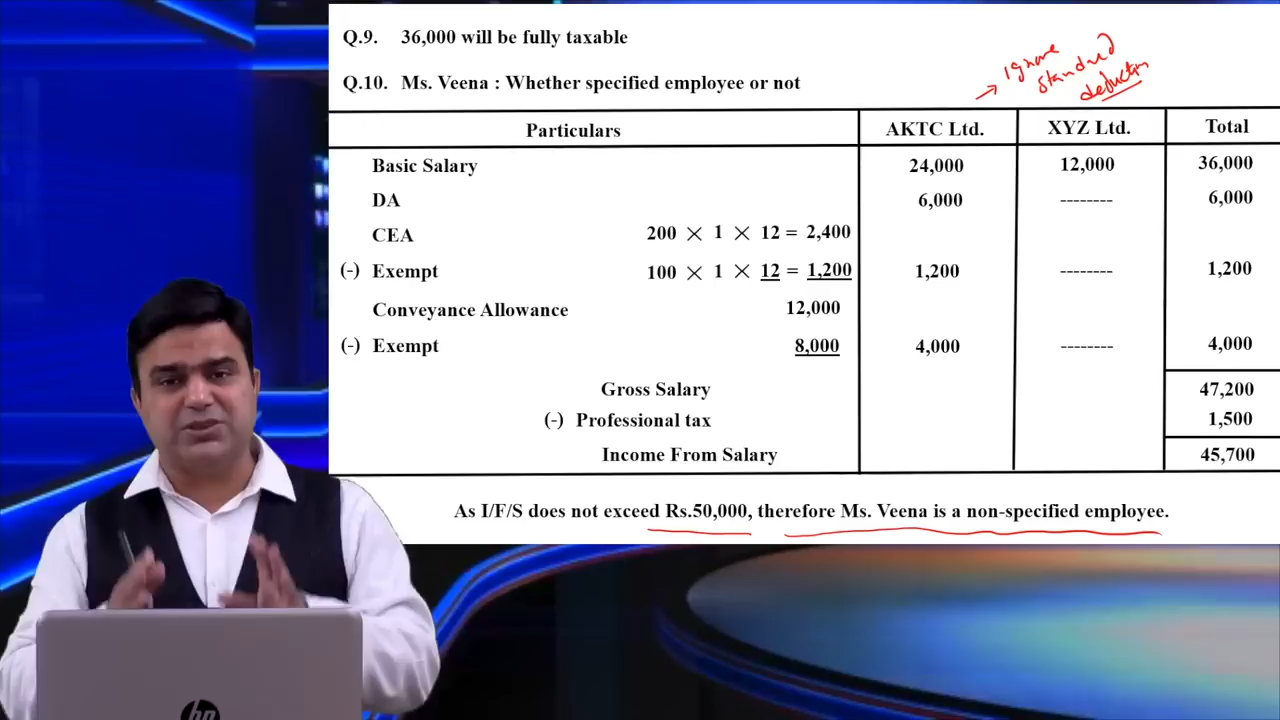 Q.9. 36,000 will be fully taxable
Q.10. Ms. Veena : Whether specified employee or not
→ ignore
standard
deduction
Particulars AKTC Ltd. XYZ Ltd. Total
Basic Salary 24,000 12,000 36,000
DA 6,000 -------- 6,000
CEA 200 × 1 × 12 = 2,400
(-) Exempt 100 × 1 × 12 = 1,200 1,200 -------- 1,200
Conveyance Allowance 12,000
(-) Exempt 8,000 4,000 -------- 4,000
Gross Salary 47,200
(-) Professional tax 1,500
Income From Salary 45,700
As I/F/S does not exceed Rs.50,000, therefore Ms. Veena is a non-specified employee.
hp